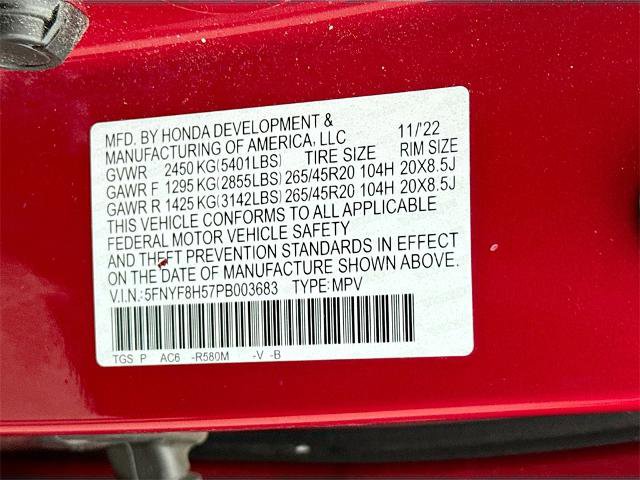 MFD. BY HONDA DEVELOPMENT &
MANUFACTURING OF AMERICA, LLC 11/'22
GVWR 2450 KG(5401LBS) TIRE SIZE RIM SIZE
GAWR F 1295 KG(2855LBS) 265/45R20 104H 20X8.5J
GAWR R 1425 KG(3142LBS) 265/45R20 104H 20X8.5J
THIS VEHICLE CONFORMS TO ALL APPLICABLE
FEDERAL MOTOR VEHICLE SAFETY
AND THEFT PREVENTION STANDARDS IN EFFECT
ON THE DATE OF MANUFACTURE SHOWN ABOVE.
V.I.N.:5FNYF8H57PB003683 TYPE:MPV
TGS P AC6 -R580M -V -B